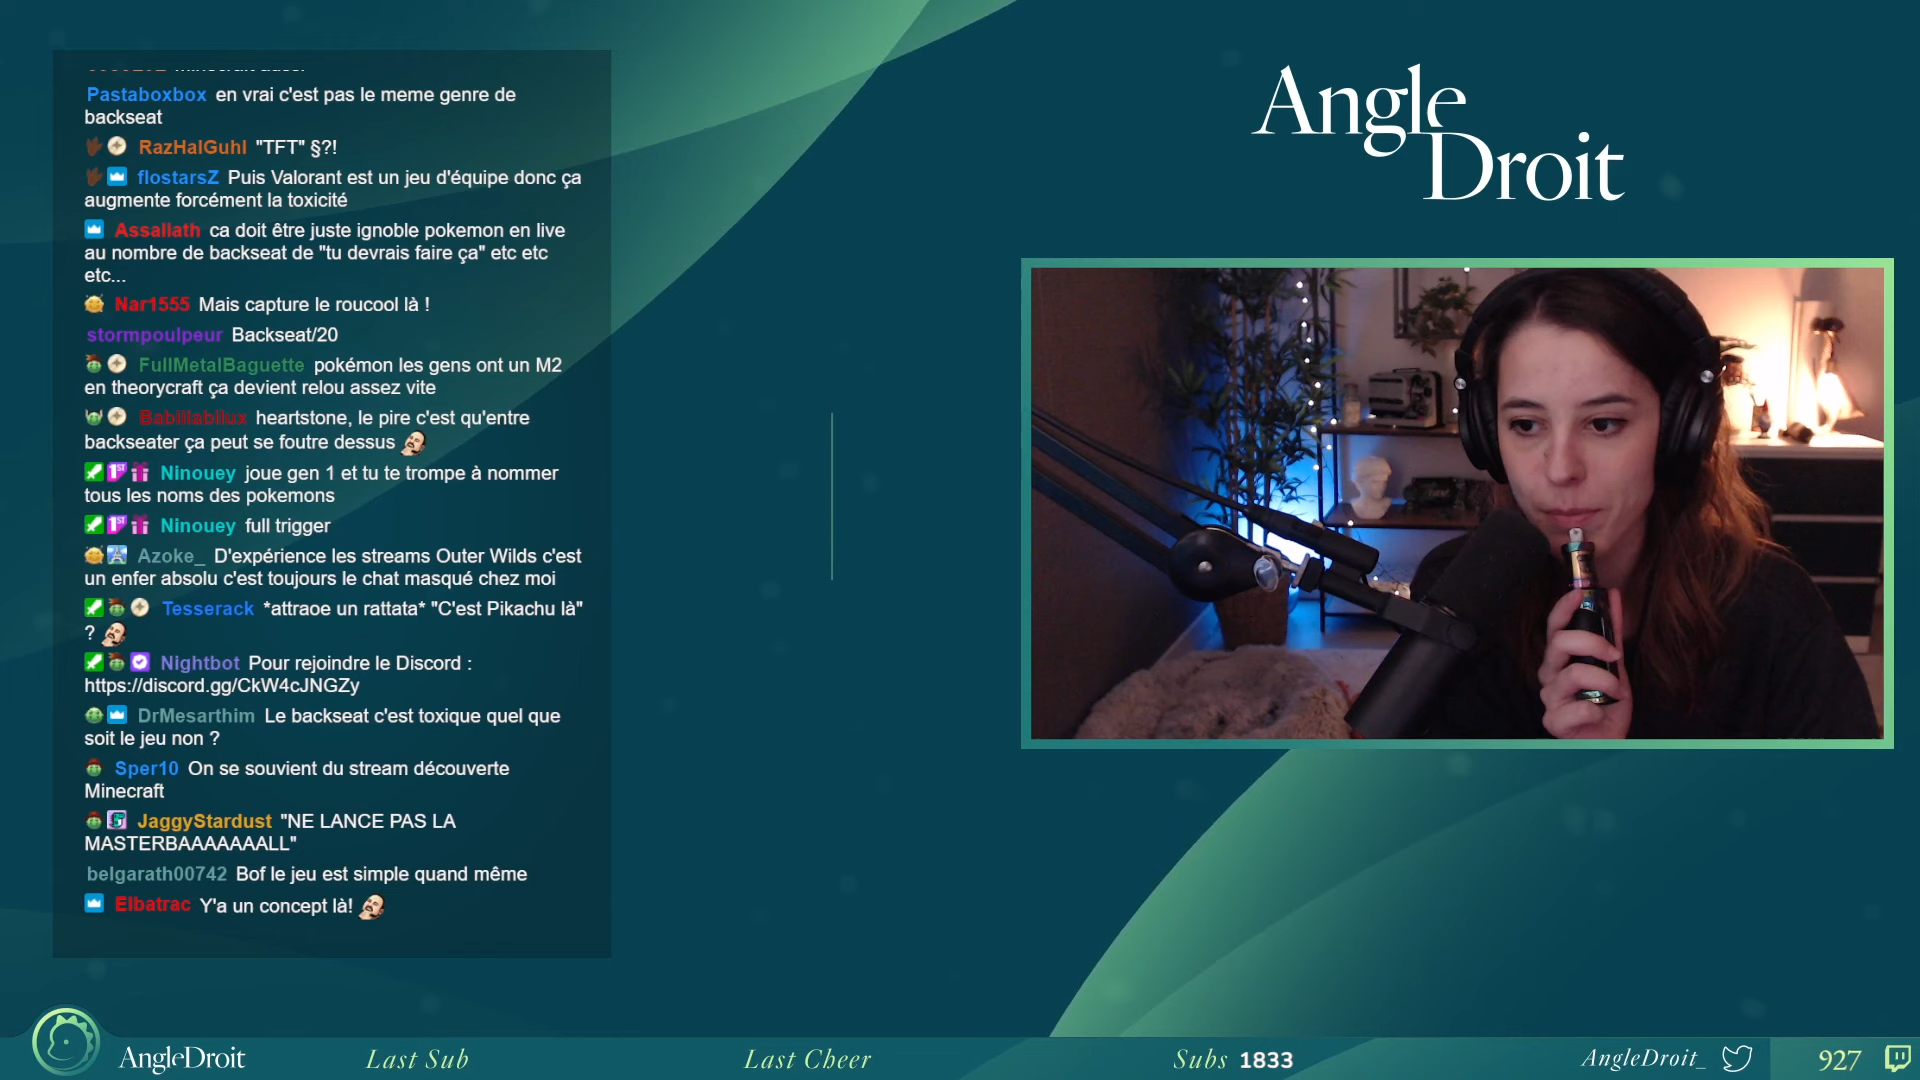 Pastaboxbox en vrai c'est pas le meme genre de
backseat
RazHalGuhl "TFT" §?!
flostarsZ Puis Valorant est un jeu d'équipe donc ça
augmente forcément la toxicité
Assallath ca doit être juste ignoble pokemon en live
au nombre de backseat de "tu devrais faire ça" etc etc
etc...
Nar1555 Mais capture le roucool là !
stormpoulpeur Backseat/20
FullMetalBaguette pokémon les gens ont un M2
en theorycraft ça devient relou assez vite
Babillabilux heartstone, le pire c'est qu'entre
backseater ça peut se foutre dessus
1ST Ninouey joue gen 1 et tu te trompe à nommer
tous les noms des pokemons
1ST Ninouey full trigger
Azoke_ D'expérience les streams Outer Wilds c'est
un enfer absolu c'est toujours le chat masqué chez moi
Tesserack *attraoe un rattata* "C'est Pikachu là"
?
Nightbot Pour rejoindre le Discord :
https://discord.gg/CkW4cJNGZy
DrMesarthim Le backseat c'est toxique quel que
soit le jeu non ?
Sper10 On se souvient du stream découverte
Minecraft
JaggyStardust "NE LANCE PAS LA
MASTERBAAAAAAALL"
belgarath00742 Bof le jeu est simple quand même
Elbatrac Y'a un concept là!
Angle
Droit
AngleDroit Last Sub Last Cheer Subs 1833 AngleDroit_ 927